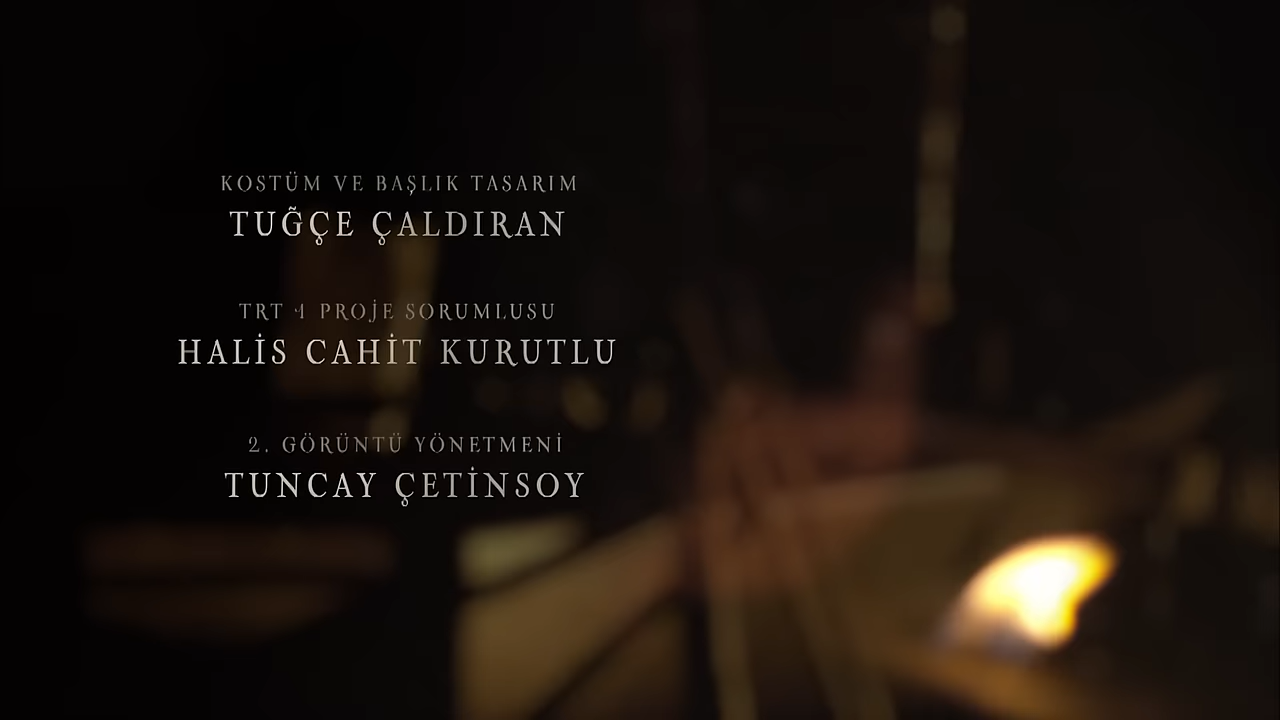 KOSTÜM VE BAŞLIK TASARIM
TUĞÇE ÇALDIRAN
TRT 1 PROJE SORUMLUSU
HALİS CAHİT KURUTLU
2. GÖRÜNTÜ YÖNETMENİ
TUNCAY ÇETİNSOY